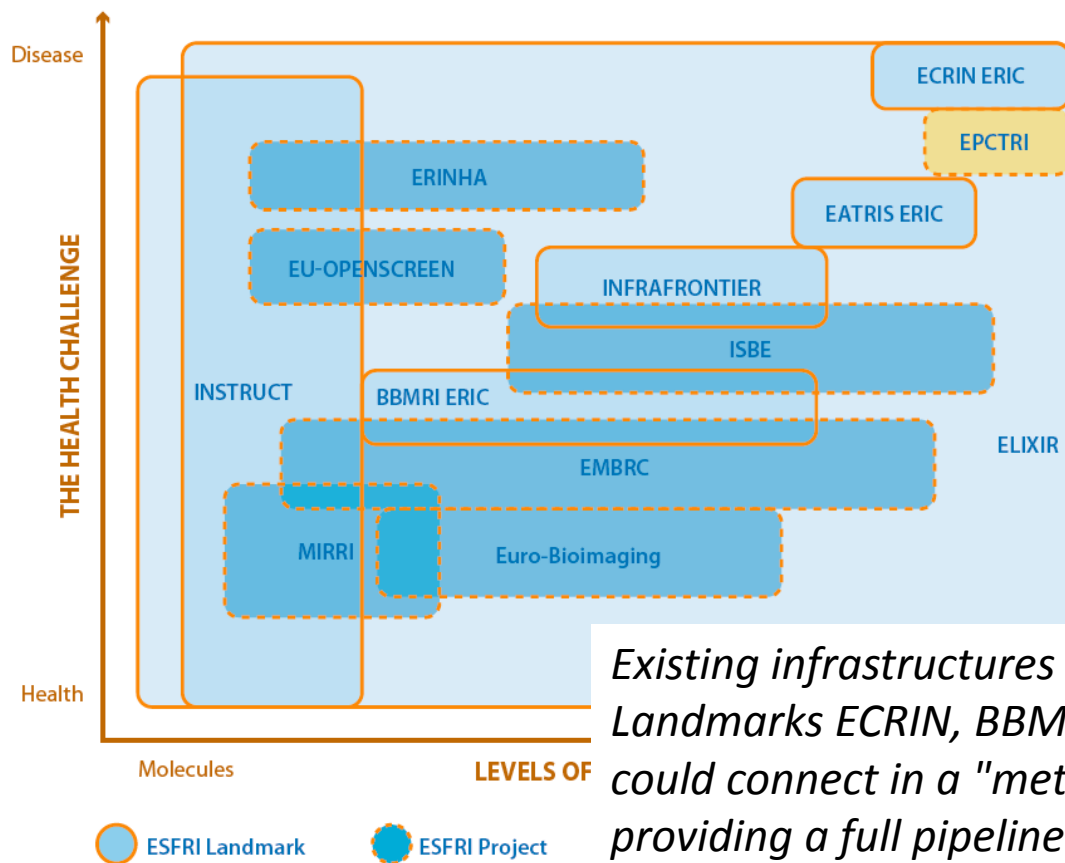 Disease
ECRIN ERIC
EPCTRI
ERINHA
EATRIS ERIC
EU-OPENSCREEN
INFRAFRONTIER
ISBE
INSTRUCT
BBMRI ERIC
ELIXIR
EMBRC
MIRRI
Euro-Bioimaging
THE HEALTH CHALLENGE
Health
Molecules
LEVELS OF
ESFRI Landmark
ESFRI Project
Existing infrastructures
Landmarks ECRIN, BBM
could connect in a "met
providing a full pipeline